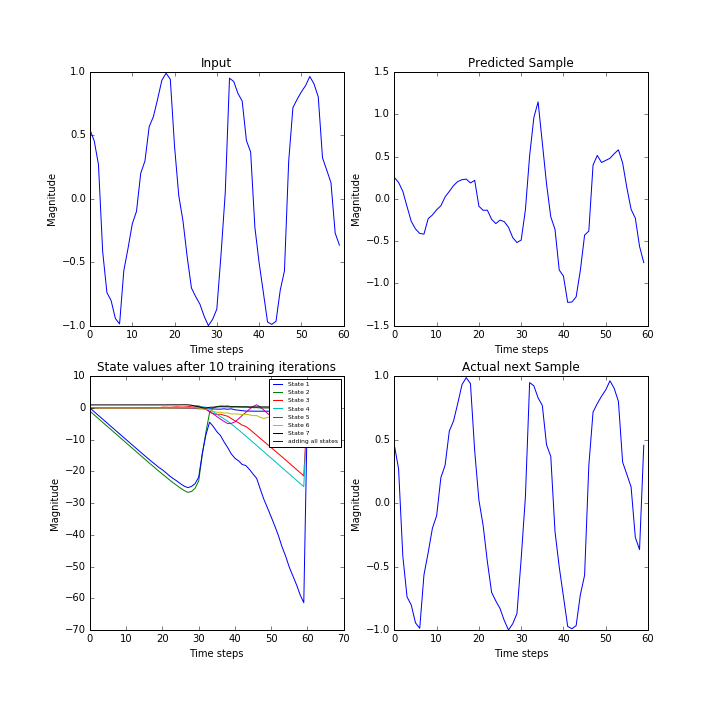 Input
Magnitude
1.0
0.5
0.0
−0.5
−1.0
0 10 20 30 40 50 60
Time steps
Predicted Sample
Magnitude
1.5
1.0
0.5
0.0
−0.5
−1.0
−1.5
0 10 20 30 40 50 60
Time steps
State values after 10 training iterations
Magnitude
10
0
−10
−20
−30
−40
−50
−60
−70
0 10 20 30 40 50 60 70
Time steps
State 1
State 2
State 3
State 4
State 5
State 6
State 7
adding all states
Actual next Sample
Magnitude
1.0
0.5
0.0
−0.5
−1.0
0 10 20 30 40 50 60
Time steps